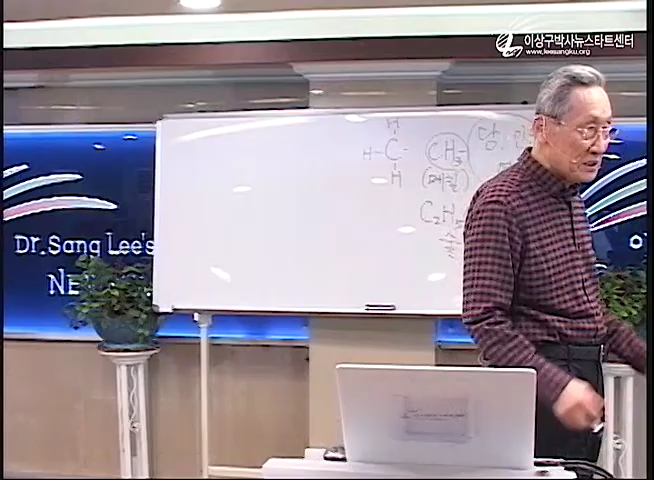 이상구박사뉴스타트센터
www.leesangku.org
H
H-C-
H
CH₃-
(메틸)
C₂H₅
술
Dr.Sang Lee's
NE